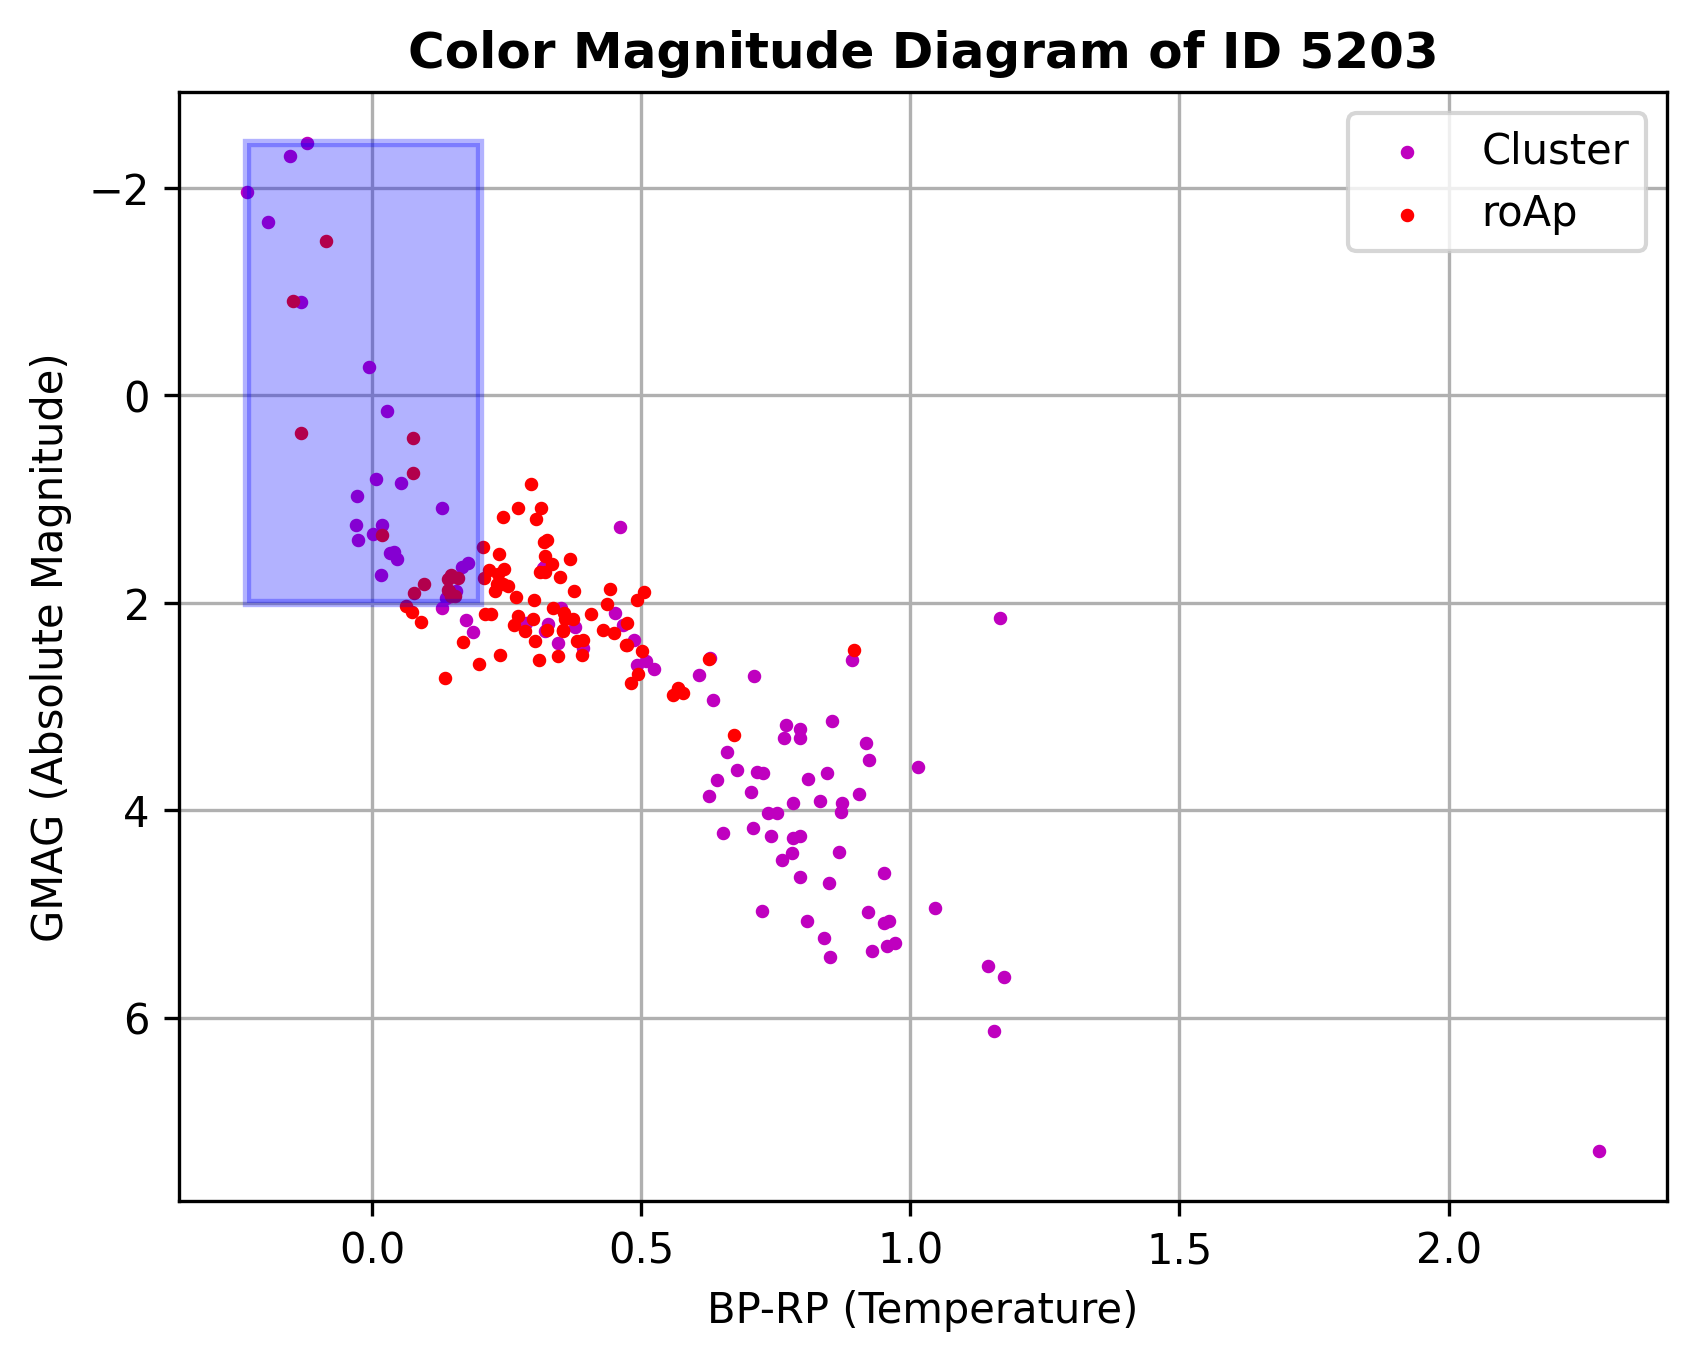 Color Magnitude Diagram of ID 5203
Cluster
roAp
−2
0
2
4
6
GMAG (Absolute Magnitude)
0.0 0.5 1.0 1.5 2.0
BP-RP (Temperature)